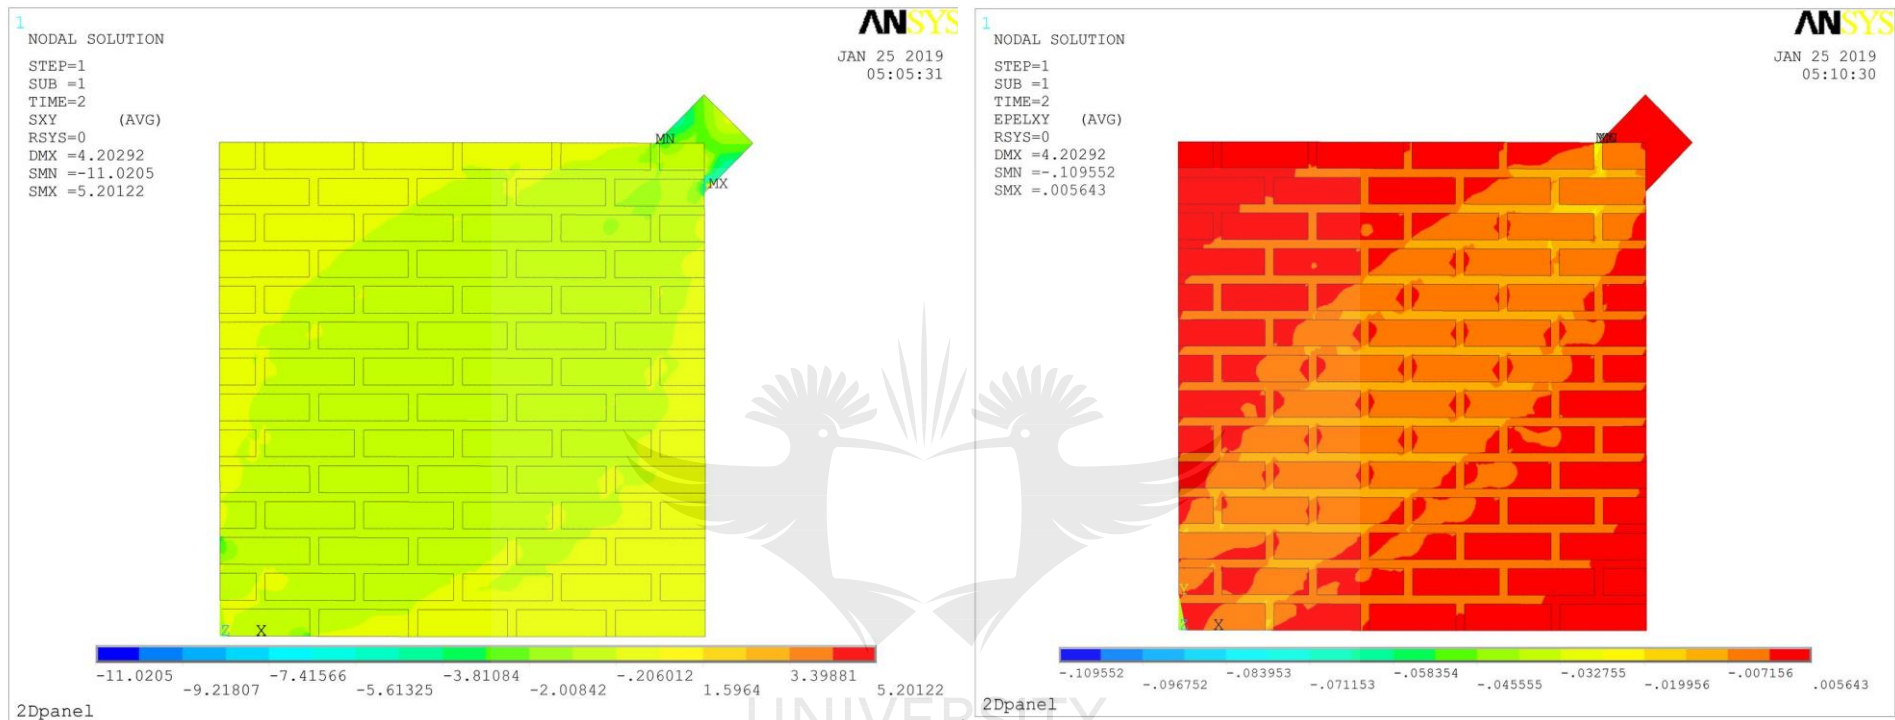 1
ANSYS
NODAL SOLUTION
JAN 25 2019
05:05:31
STEP=1
SUB =1
TIME=2
SXY (AVG)
RSYS=0
DMX =4.20292
SMN =-11.0205
SMX =5.20122
MN
MX
Z X
-11.0205 -7.41566 -3.81084 -.206012 3.39881
-9.21807 -5.61325 -2.00842 1.5964 5.20122
2Dpanel
1
ANSYS
NODAL SOLUTION
JAN 25 2019
05:10:30
STEP=1
SUB =1
TIME=2
EPELXY (AVG)
RSYS=0
DMX =4.20292
SMN =-.109552
SMX =.005643
Y
Z X
-.109552 -.083953 -.058354 -.032755 -.007156
-.096752 -.071153 -.045555 -.019956 .005643
2Dpanel
UNIVERSITY